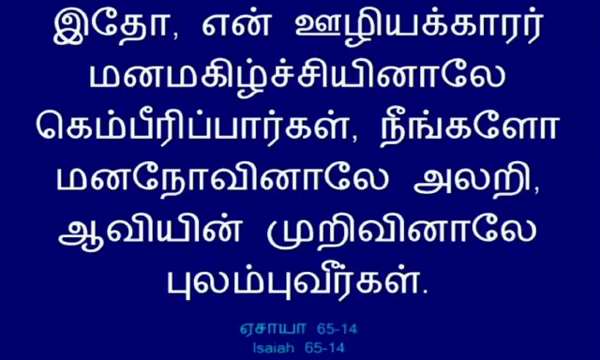 இதோ, என் ஊழியக்காரர்
மனமகிழ்ச்சியினாலே
கெம்பீரிப்பார்கள், நீங்களோ
மனநோவினாலே அலறி,
ஆவியின் முறிவினாலே
புலம்புவீர்கள்.
ஏசாயா 65-14
Isaiah 65-14